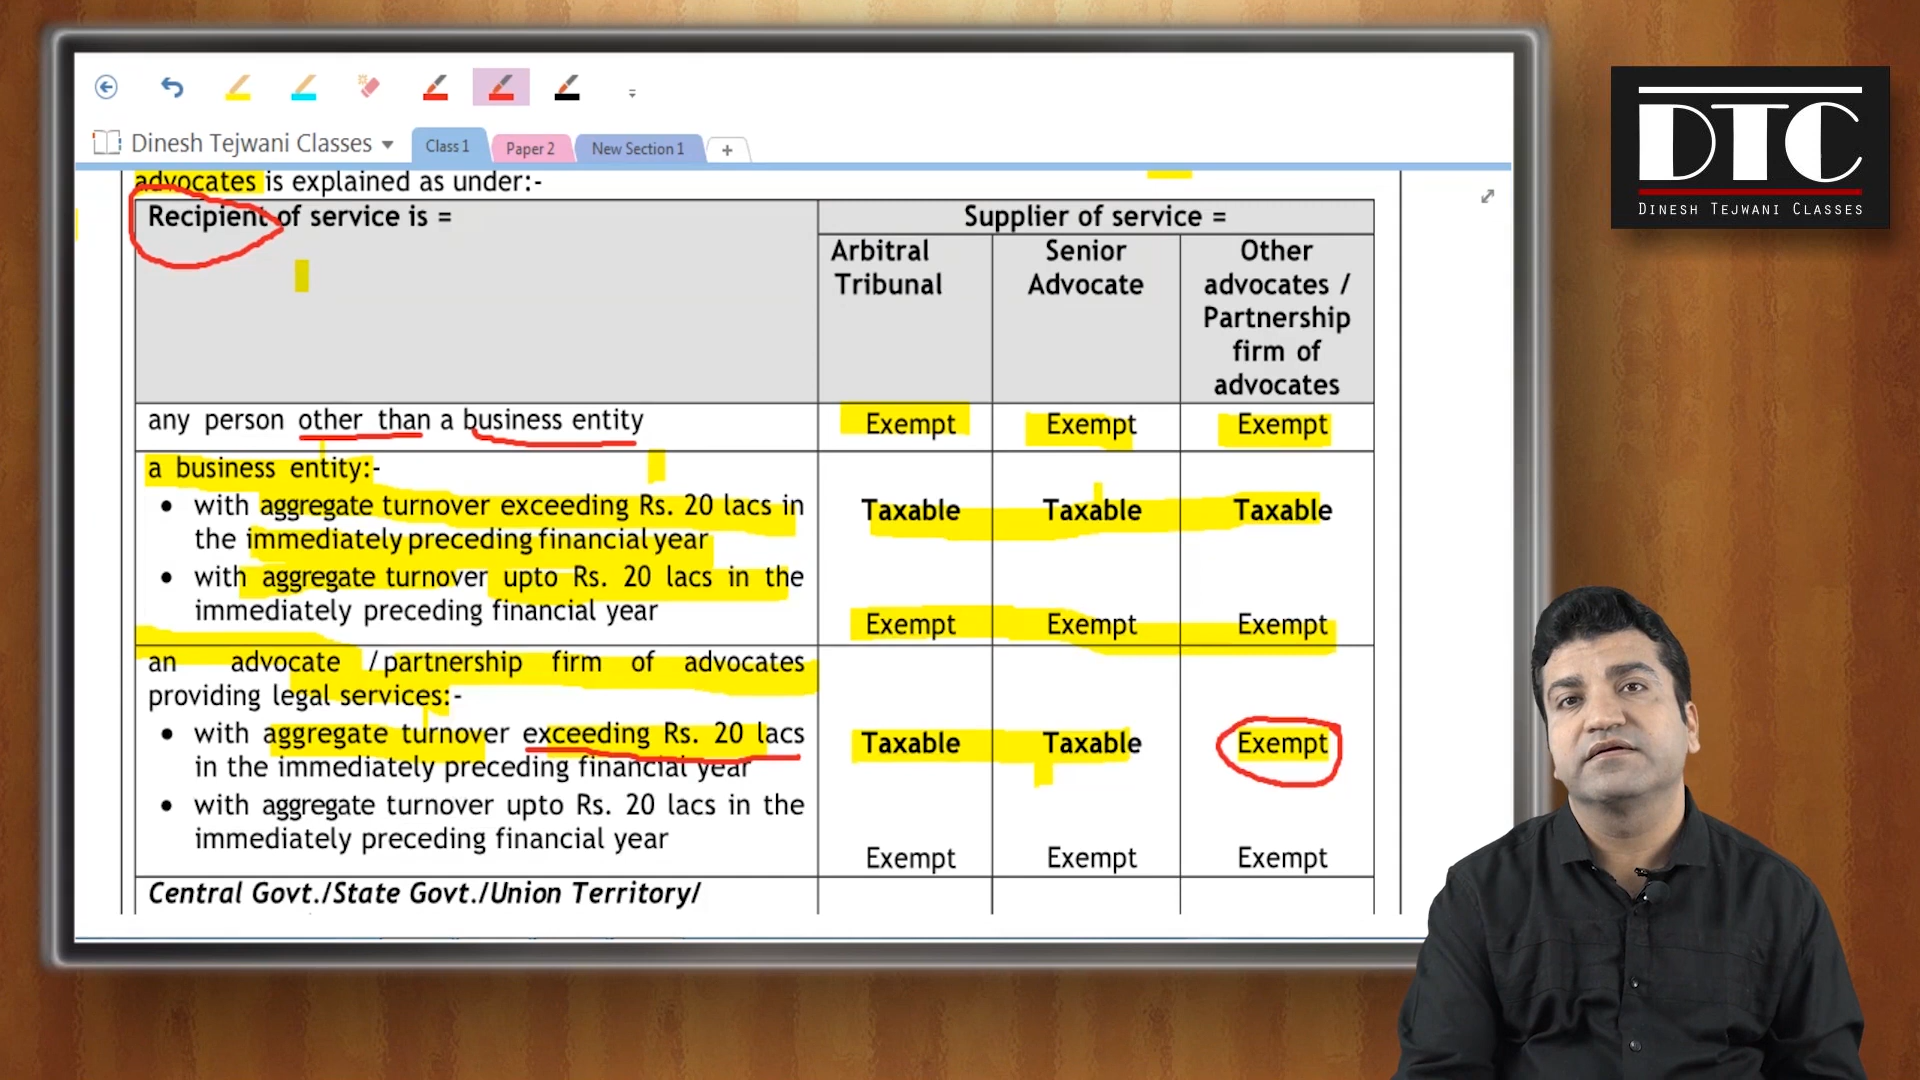 Dinesh Tejwani Classes
Class 1
Paper 2
New Section 1
+
DTC
DINESH TEJWANI CLASSES
advocates is explained as under:-
Recipient of service is =
Supplier of service =
Arbitral
Tribunal
Senior
Advocate
Other
advocates /
Partnership
firm of
advocates
any person other than a business entity
Exempt
Exempt
Exempt
a business entity:-
• with aggregate turnover exceeding Rs. 20 lacs in
the immediately preceding financial year
Taxable
Taxable
Taxable
• with aggregate turnover upto Rs. 20 lacs in the
immediately preceding financial year
Exempt
Exempt
Exempt
an advocate /partnership firm of advocates
providing legal services:-
• with aggregate turnover exceeding Rs. 20 lacs
in the immediately preceding financial year
Taxable
Taxable
Exempt
• with aggregate turnover upto Rs. 20 lacs in the
immediately preceding financial year
Exempt
Exempt
Exempt
Central Govt./State Govt./Union Territory/